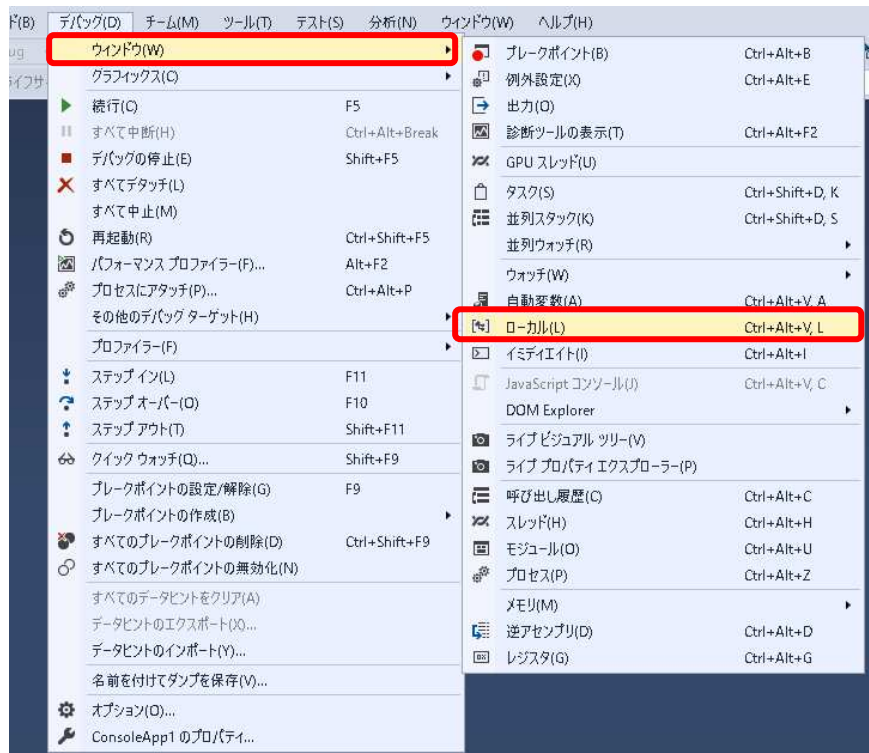 ド(B) デバッグ(D) チーム(M) ツール(T) テスト(S) 分析(N) ウィンドウ(W) ヘルプ(H)
ug
ライフサ
ウィンドウ(W)
グラフィックス(C)
続行(C) F5
すべて中断(H) Ctrl+Alt+Break
デバッグの停止(E) Shift+F5
すべてデタッチ(L)
すべて中止(M)
再起動(R) Ctrl+Shift+F5
パフォーマンス プロファイラー(F)... Alt+F2
プロセスにアタッチ(P)... Ctrl+Alt+P
その他のデバッグ ターゲット(H)
プロファイラー(F)
ステップ イン(L) F11
ステップ オーバー(O) F10
ステップ アウト(T) Shift+F11
クイック ウォッチ(Q)... Shift+F9
ブレークポイントの設定/解除(G) F9
ブレークポイントの作成(B)
すべてのブレークポイントの削除(D) Ctrl+Shift+F9
すべてのブレークポイントの無効化(N)
すべてのデータヒントをクリア(A)
データヒントのエクスポート(X)...
データヒントのインポート(Y)...
名前を付けてダンプを保存(V)...
オプション(O)...
ConsoleApp1 のプロパティ...
ブレークポイント(B) Ctrl+Alt+B
例外設定(X) Ctrl+Alt+E
出力(O)
診断ツールの表示(T) Ctrl+Alt+F2
GPU スレッド(U)
タスク(S) Ctrl+Shift+D, K
並列スタック(K) Ctrl+Shift+D, S
並列ウォッチ(R)
ウォッチ(W)
自動変数(A) Ctrl+Alt+V, A
ローカル(L) Ctrl+Alt+V, L
イミディエイト(I) Ctrl+Alt+I
JavaScript コンソール(J) Ctrl+Alt+V, C
DOM Explorer
ライブ ビジュアル ツリー(V)
ライブ プロパティ エクスプローラー(P)
呼び出し履歴(C) Ctrl+Alt+C
スレッド(H) Ctrl+Alt+H
モジュール(O) Ctrl+Alt+U
プロセス(P) Ctrl+Alt+Z
メモリ(M)
逆アセンブリ(D) Ctrl+Alt+D
レジスタ(G) Ctrl+Alt+G